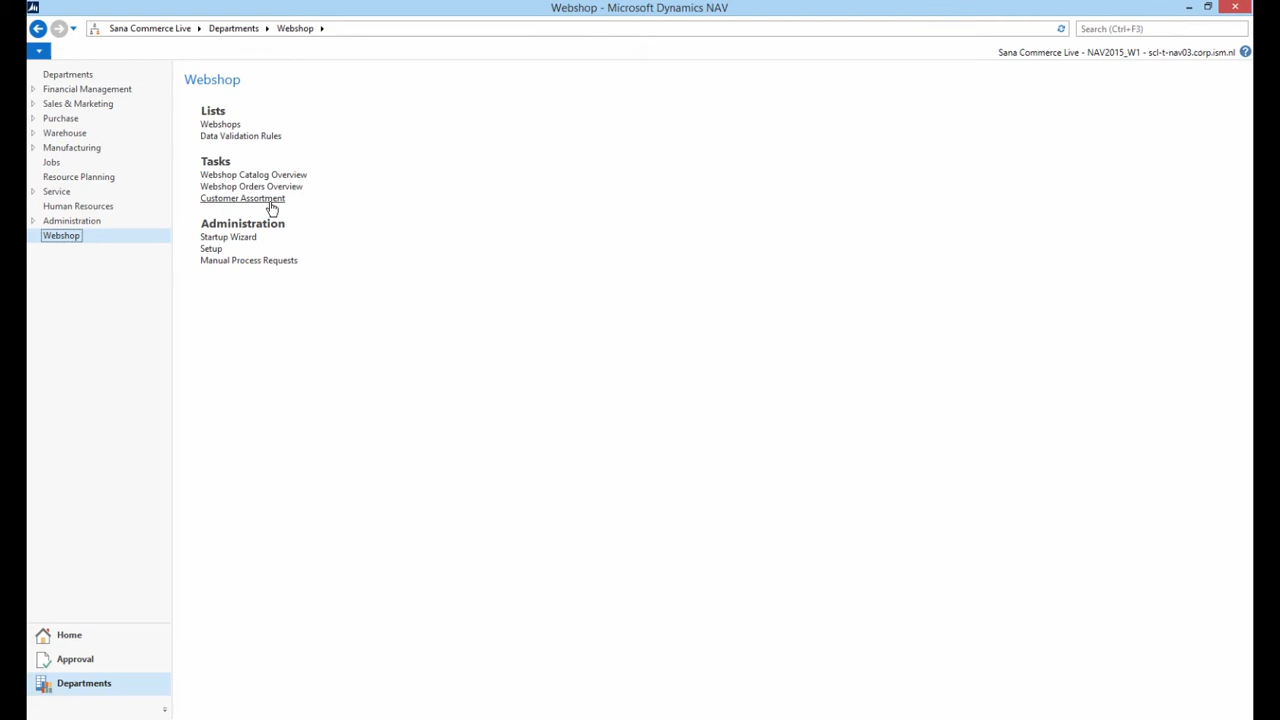 Webshop - Microsoft Dynamics NAV
Sana Commerce Live
Departments
Webshop
Search (Ctrl+F3)
Sana Commerce Live - NAV2015_W1 - scl-t-nav03.corp.ism.nl
Departments
Financial Management
Sales & Marketing
Purchase
Warehouse
Manufacturing
Jobs
Resource Planning
Service
Human Resources
Administration
Webshop
Webshop
Lists
Webshops
Data Validation Rules
Tasks
Webshop Catalog Overview
Webshop Orders Overview
Customer Assortment
Administration
Startup Wizard
Setup
Manual Process Requests
Home
Approval
Departments